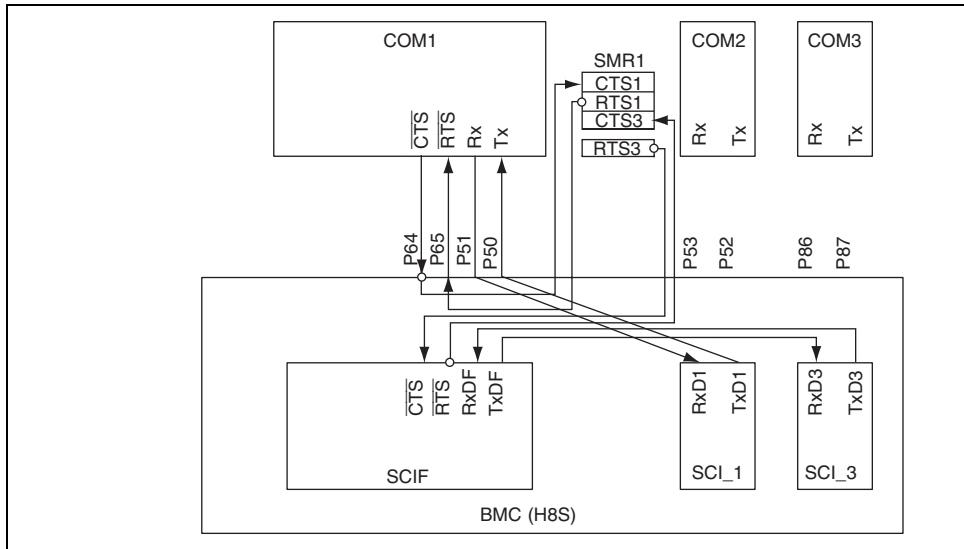 COM1
COM2
COM3
SMR1
CTS1
RTS1
CTS3
RTS3
CTS
RTS
Rx
Tx
Rx
Tx
Rx
Tx
P64
P65
P51
P50
P53
P52
P86
P87
CTS
RTS
RxDF
TxDF
RxD1
TxD1
RxD3
TxD3
SCIF
SCI_1
SCI_3
BMC (H8S)